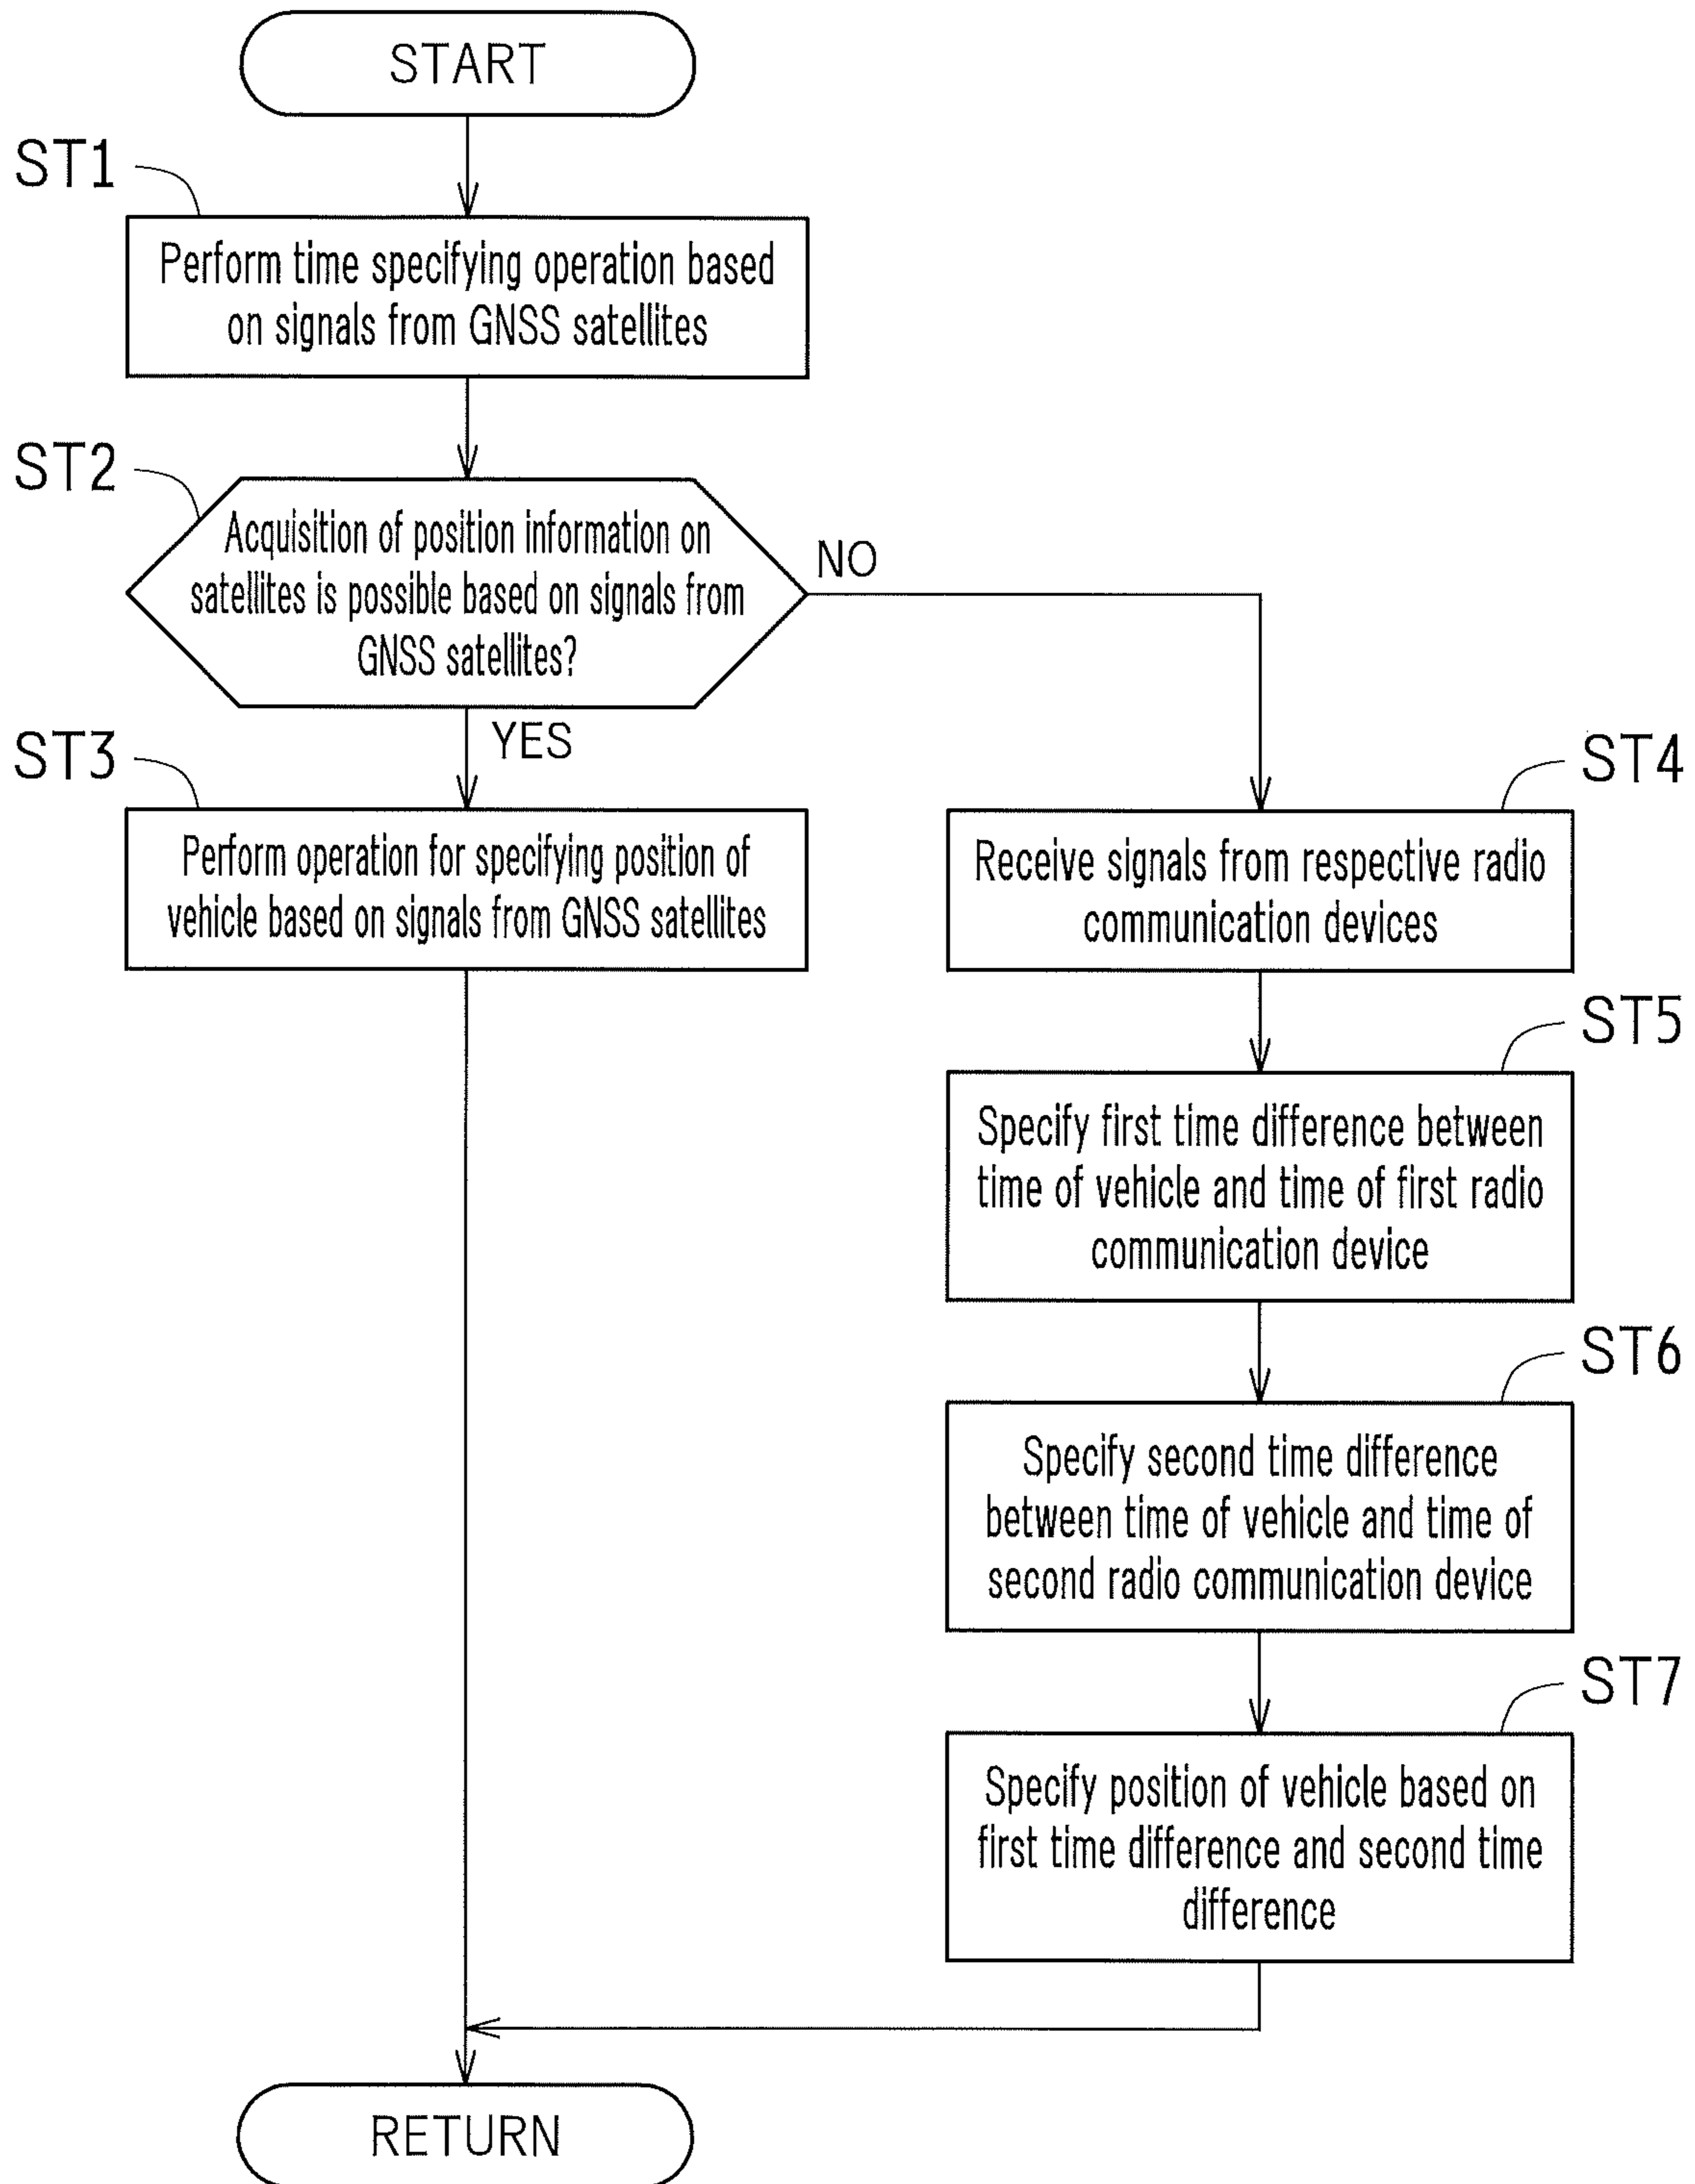 START
ST1
Perform time specifying operation based
on signals from GNSS satellites
ST2
Acquisition of position information on
satellites is possible based on signals from
GNSS satellites?
NO
YES
ST3
Perform operation for specifying position of
vehicle based on signals from GNSS satellites
ST4
Receive signals from respective radio
communication devices
ST5
Specify first time difference between
time of vehicle and time of first radio
communication device
ST6
Specify second time difference
between time of vehicle and time of
second radio communication device
ST7
Specify position of vehicle based on
first time difference and second time
difference
RETURN